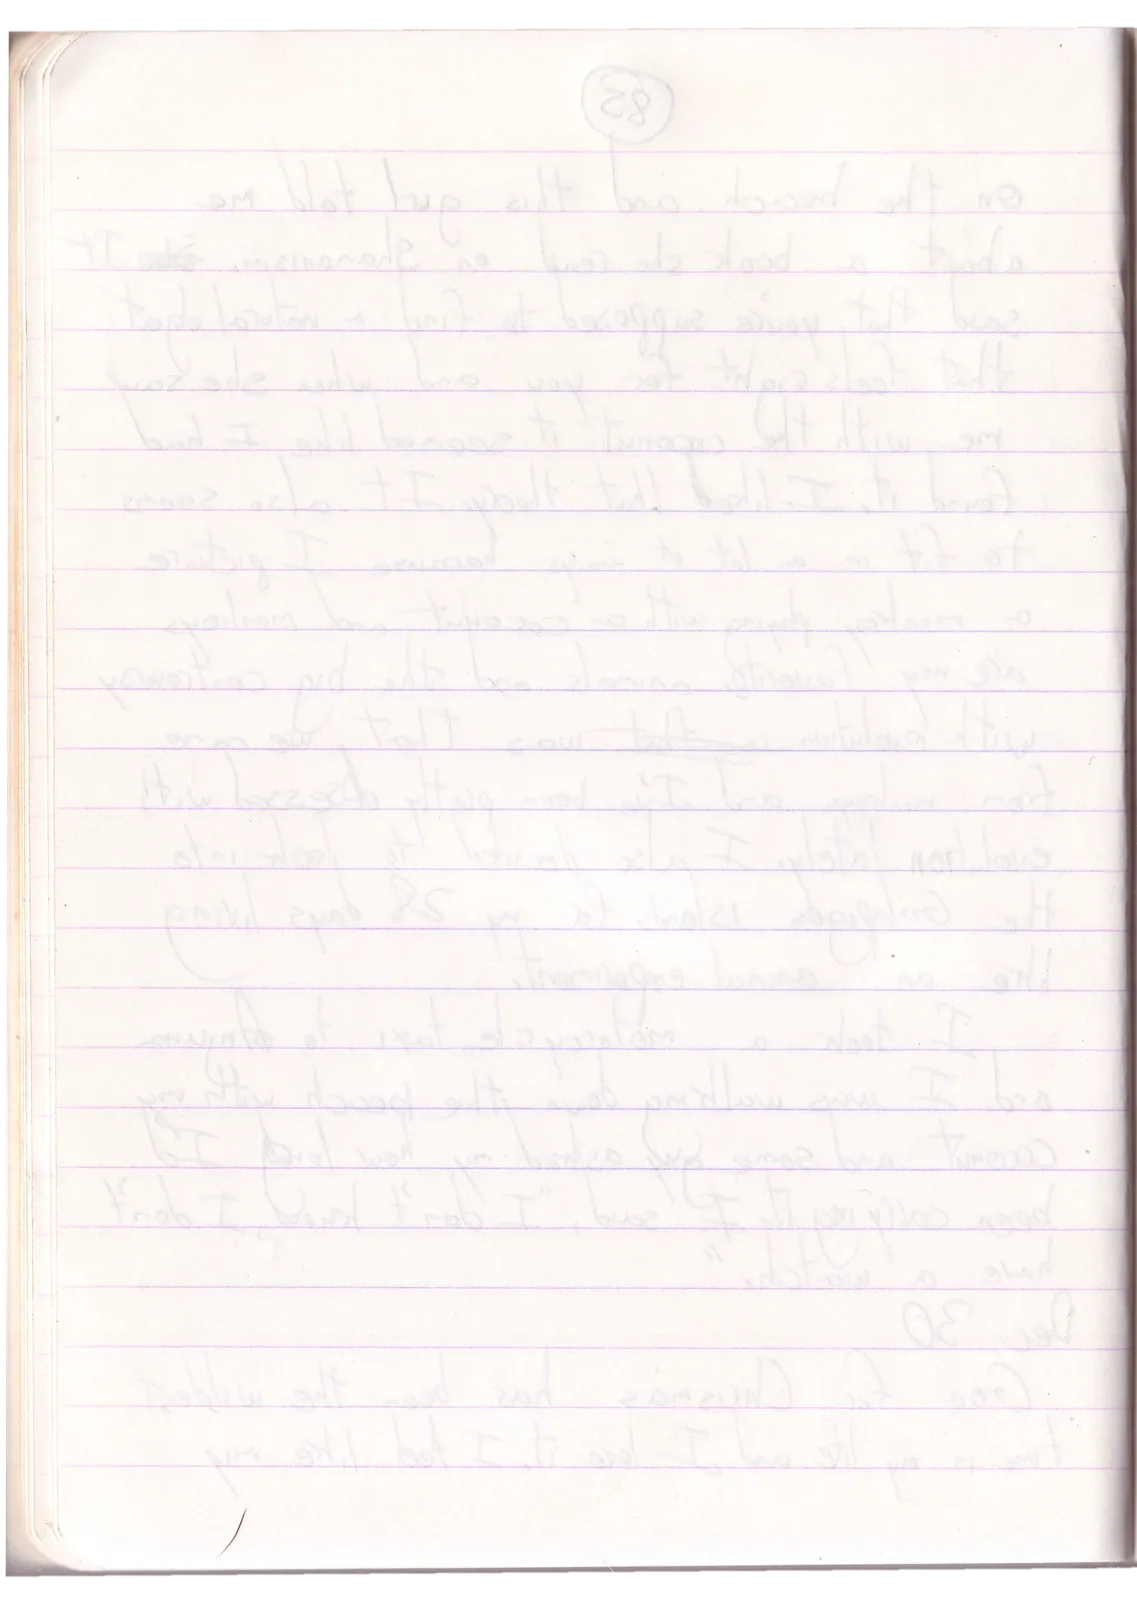 85
on the beach and this girl told me
about a book she read on Shamanism. It
said that you're supposed to find a natural object
that feels right for you and when she saw
me with the coconut it seemed like I had
found it. I liked that theory. It also seems
to fit in a lot of ways because I picture
a monkey playing with a coconut and monkeys
are my favorite animals and the big controversy
with evolution was that we came
from monkeys and I've been pretty obsessed with
evolution lately. I also decided to look into
the Galapagos islands for my 28 days living
like an animal experiment.
I took a motorcycle taxi to Anjuna
and I was walking down the beach with my
coconut and some guy asked my how long I'd
been carrying it. I said, "I don't know, I don't
have a watch."
Dec 30
Goa for Chrismas has been the wildest
time in my life and I love it. I feel like my